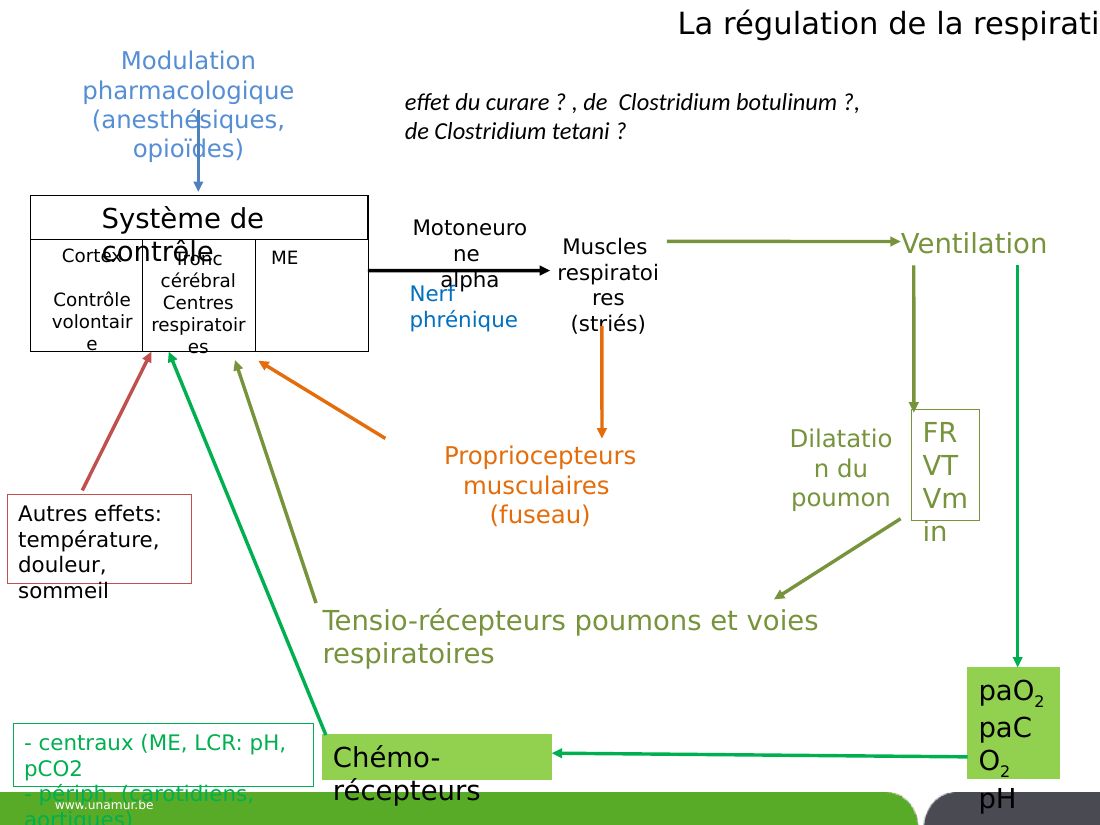 La régulation de la respirati
Modulation
pharmacologique
(anesthésiques,
opioïdes)
effet du curare ? , de  Clostridium botulinum ?,
de Clostridium tetani ?
Système de
contrôle
Cortex
Contrôle
volontair
e
Tronc
cérébral
Centres
respiratoir
es
ME
Motoneuro
ne
alpha
Nerf
phrénique
Muscles
respiratoi
res
(striés)
Ventilation
Propriocepteurs
musculaires
(fuseau)
Dilatatio
n du
poumon
FR
VT
Vm
in
Autres effets:
température,
douleur,
sommeil
Tensio-récepteurs poumons et voies
respiratoires
paO2
paC
O2
pH
- centraux (ME, LCR: pH,
pCO2
- périph. (carotidiens,
aortiques)
Chémo-
récepteurs
www.unamur.be